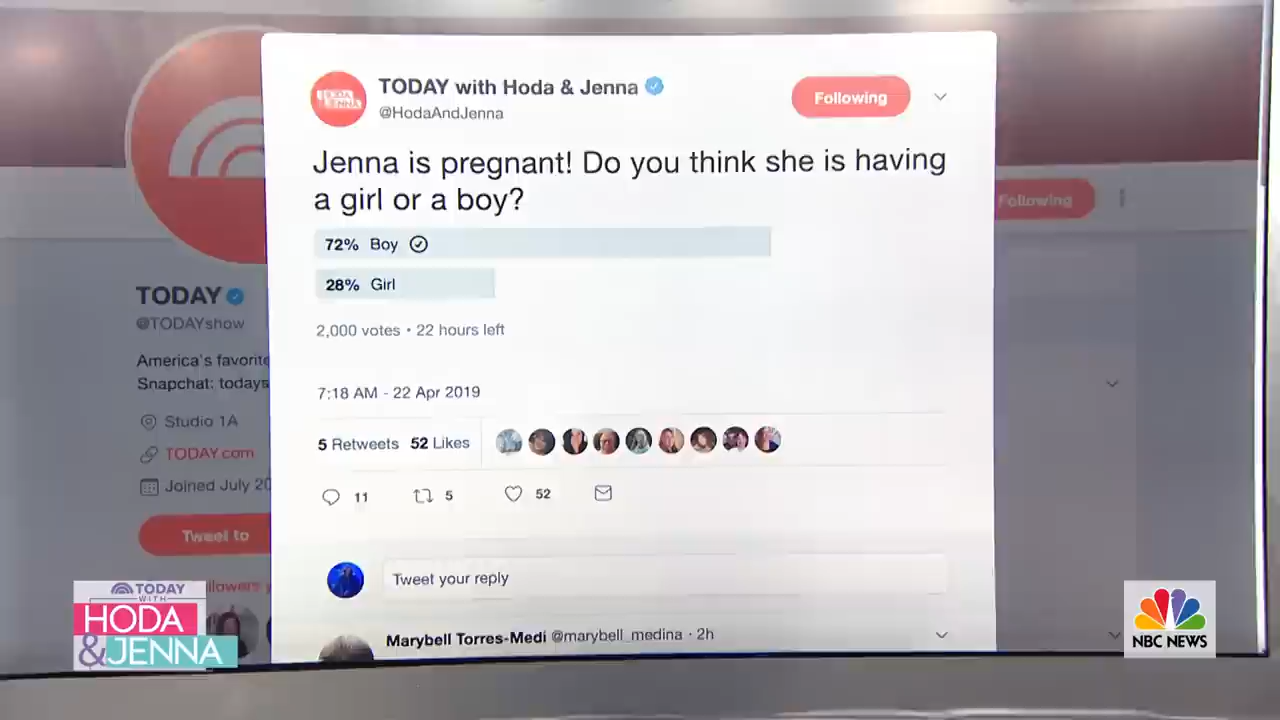 HODA
& JENNA
TODAY with Hoda & Jenna
@HodaAndJenna
Following
Jenna is pregnant! Do you think she is having
a girl or a boy?
72% Boy
28% Girl
2,000 votes • 22 hours left
7:18 AM - 22 Apr 2019
5 Retweets 52 Likes
11 5 52
Tweet your reply
Marybell Torres-Medi @marybell_medina · 2h
Following
TODAY
@TODAYshow
America's favorite
Snapchat: todays
Studio 1A
TODAY.com
Joined July 20
Tweet to
TODAY
WITH
HODA
&JENNA
NBC NEWS